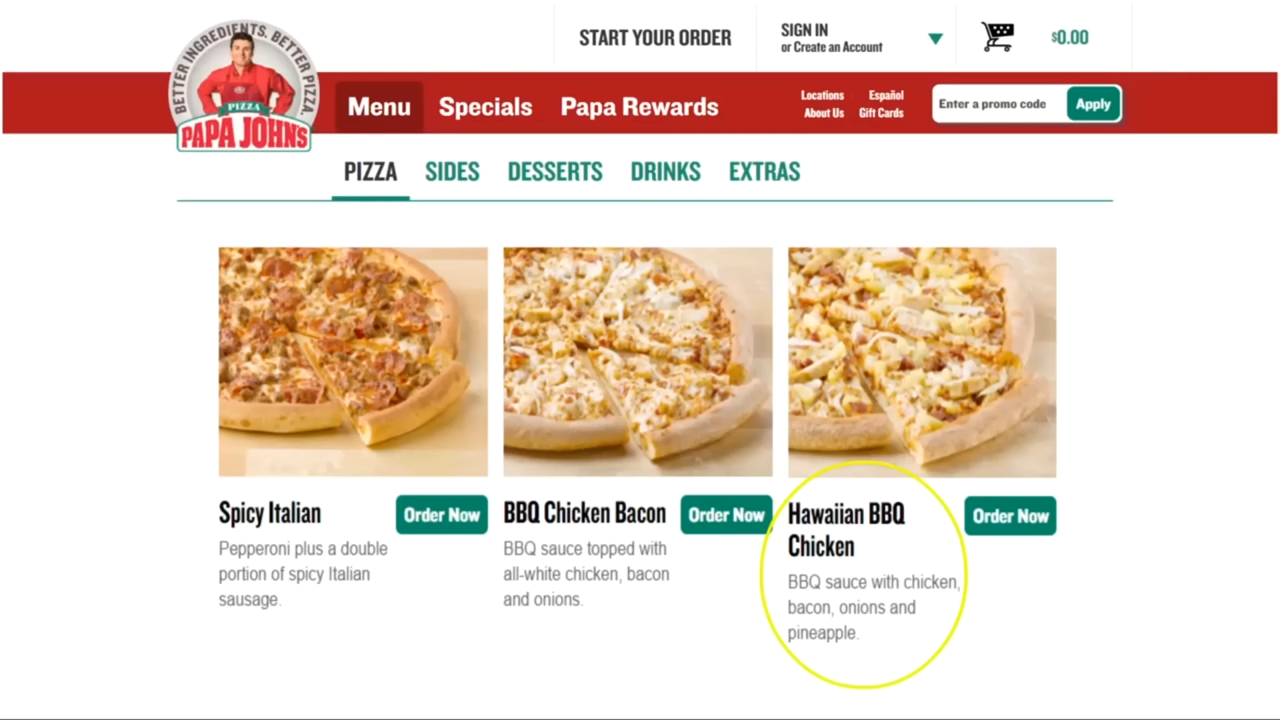 BETTER INGREDIENTS. BETTER PIZZA.
PIZZA
PAPA JOHNS
START YOUR ORDER
SIGN IN
or Create an Account
$0.00
Menu
Specials
Papa Rewards
Locations
Español
About Us
Gift Cards
Enter a promo code
Apply
PIZZA
SIDES
DESSERTS
DRINKS
EXTRAS
Spicy Italian
Order Now
Pepperoni plus a double
portion of spicy Italian
sausage.
BBQ Chicken Bacon
Order Now
BBQ sauce topped with
all-white chicken, bacon
and onions.
Hawaiian BBQ
Chicken
Order Now
BBQ sauce with chicken,
bacon, onions and
pineapple.